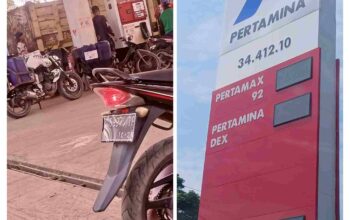 PERTAMINA
34.412.10
PERTAMAX
92
PERTAMINA
DEX